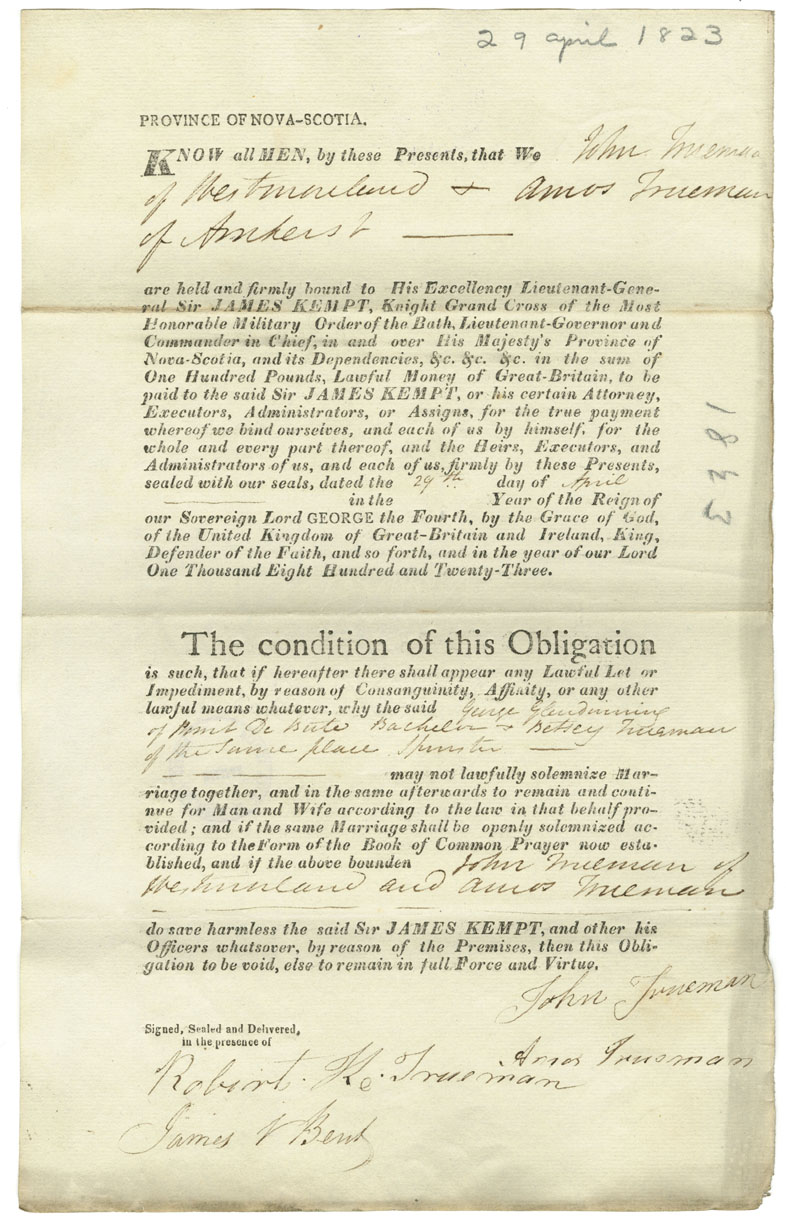 29 april 1823
PROVINCE OF NOVA-SCOTIA.
KNOW all MEN, by these Presents, that We John Trueman
of Westmoreland & Amos Trueman
of Amherst
are held and firmly bound to His Excellency Lieutenant-Gene-
ral Sir JAMES KEMPT, Knight Grand Cross of the Most
Honorable Military Order of the Bath, Lieutenant-Governor and
Commander in Chief, in and over His Majesty's Province of
Nova-Scotia, and its Dependencies, &c. &c. &c. in the sum of
One Hundred Pounds, Lawful Money of Great-Britain, to be
paid to the said Sir JAMES KEMPT, or his certain Attorney,
Executors, Administrators, or Assigns, for the true payment
whereof we bind ourselves, and each of us by himself, for the
whole and every part thereof, and the Heirs, Executors, and
Administrators of us, and each of us, firmly by these Presents,
sealed with our seals, dated the 29th day of April
in the Year of the Reign of
our Sovereign Lord GEORGE the Fourth, by the Grace of God,
of the United Kingdom of Great-Britain and Ireland, King,
Defender of the Faith, and so forth, and in the year of our Lord
One Thousand Eight Hundred and Twenty-Three.
1823
The condition of this Obligation
is such, that if hereafter there shall appear any Lawful Let or
Impediment, by reason of Consanguinity, Affinity, or any other
lawful means whatever, why the said George Glendinning
of Point De Bute Bachelor & Betsey Trueman
of the Same place Spinster
may not lawfully solemnize Mar-
riage together, and in the same afterwards to remain and conti-
nue for Man and Wife according to the law in that behalf pro-
vided; and if the same Marriage shall be openly solemnized ac-
cording to the Form of the Book of Common Prayer now esta-
blished, and if the above bounden John Trueman of
Westmorland and Amos Trueman
do save harmless the said Sir JAMES KEMPT, and other his
Officers whatsover, by reason of the Premises, then this Obli-
gation to be void, else to remain in full Force and Virtue.
John Trueman
Signed, Sealed and Delivered,
in the presence of
Amos Trueman
Robert K. Trueman
James Bent